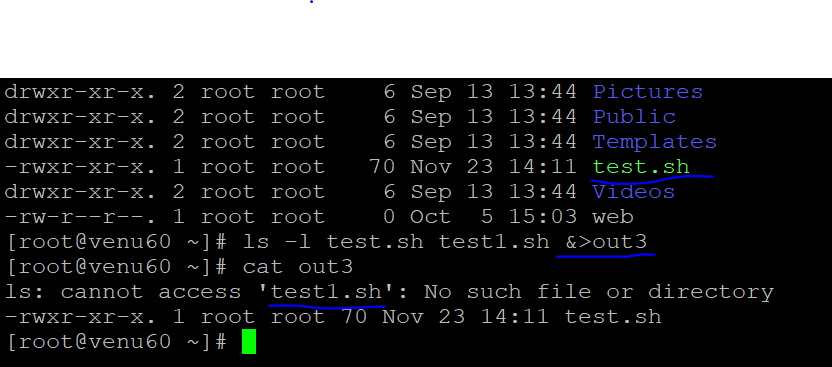 drwxr-xr-x. 2 root root 6 Sep 13 13:44 Pictures
drwxr-xr-x. 2 root root 6 Sep 13 13:44 Public
drwxr-xr-x. 2 root root 6 Sep 13 13:44 Templates
-rwxr-xr-x. 1 root root 70 Nov 23 14:11 test.sh
drwxr-xr-x. 2 root root 6 Sep 13 13:44 Videos
-rw-r--r--. 1 root root 0 Oct 5 15:03 web
[root@venu60 ~]# ls -l test.sh test1.sh &>out3
[root@venu60 ~]# cat out3
ls: cannot access 'test1.sh': No such file or directory
-rwxr-xr-x. 1 root root 70 Nov 23 14:11 test.sh
[root@venu60 ~]#